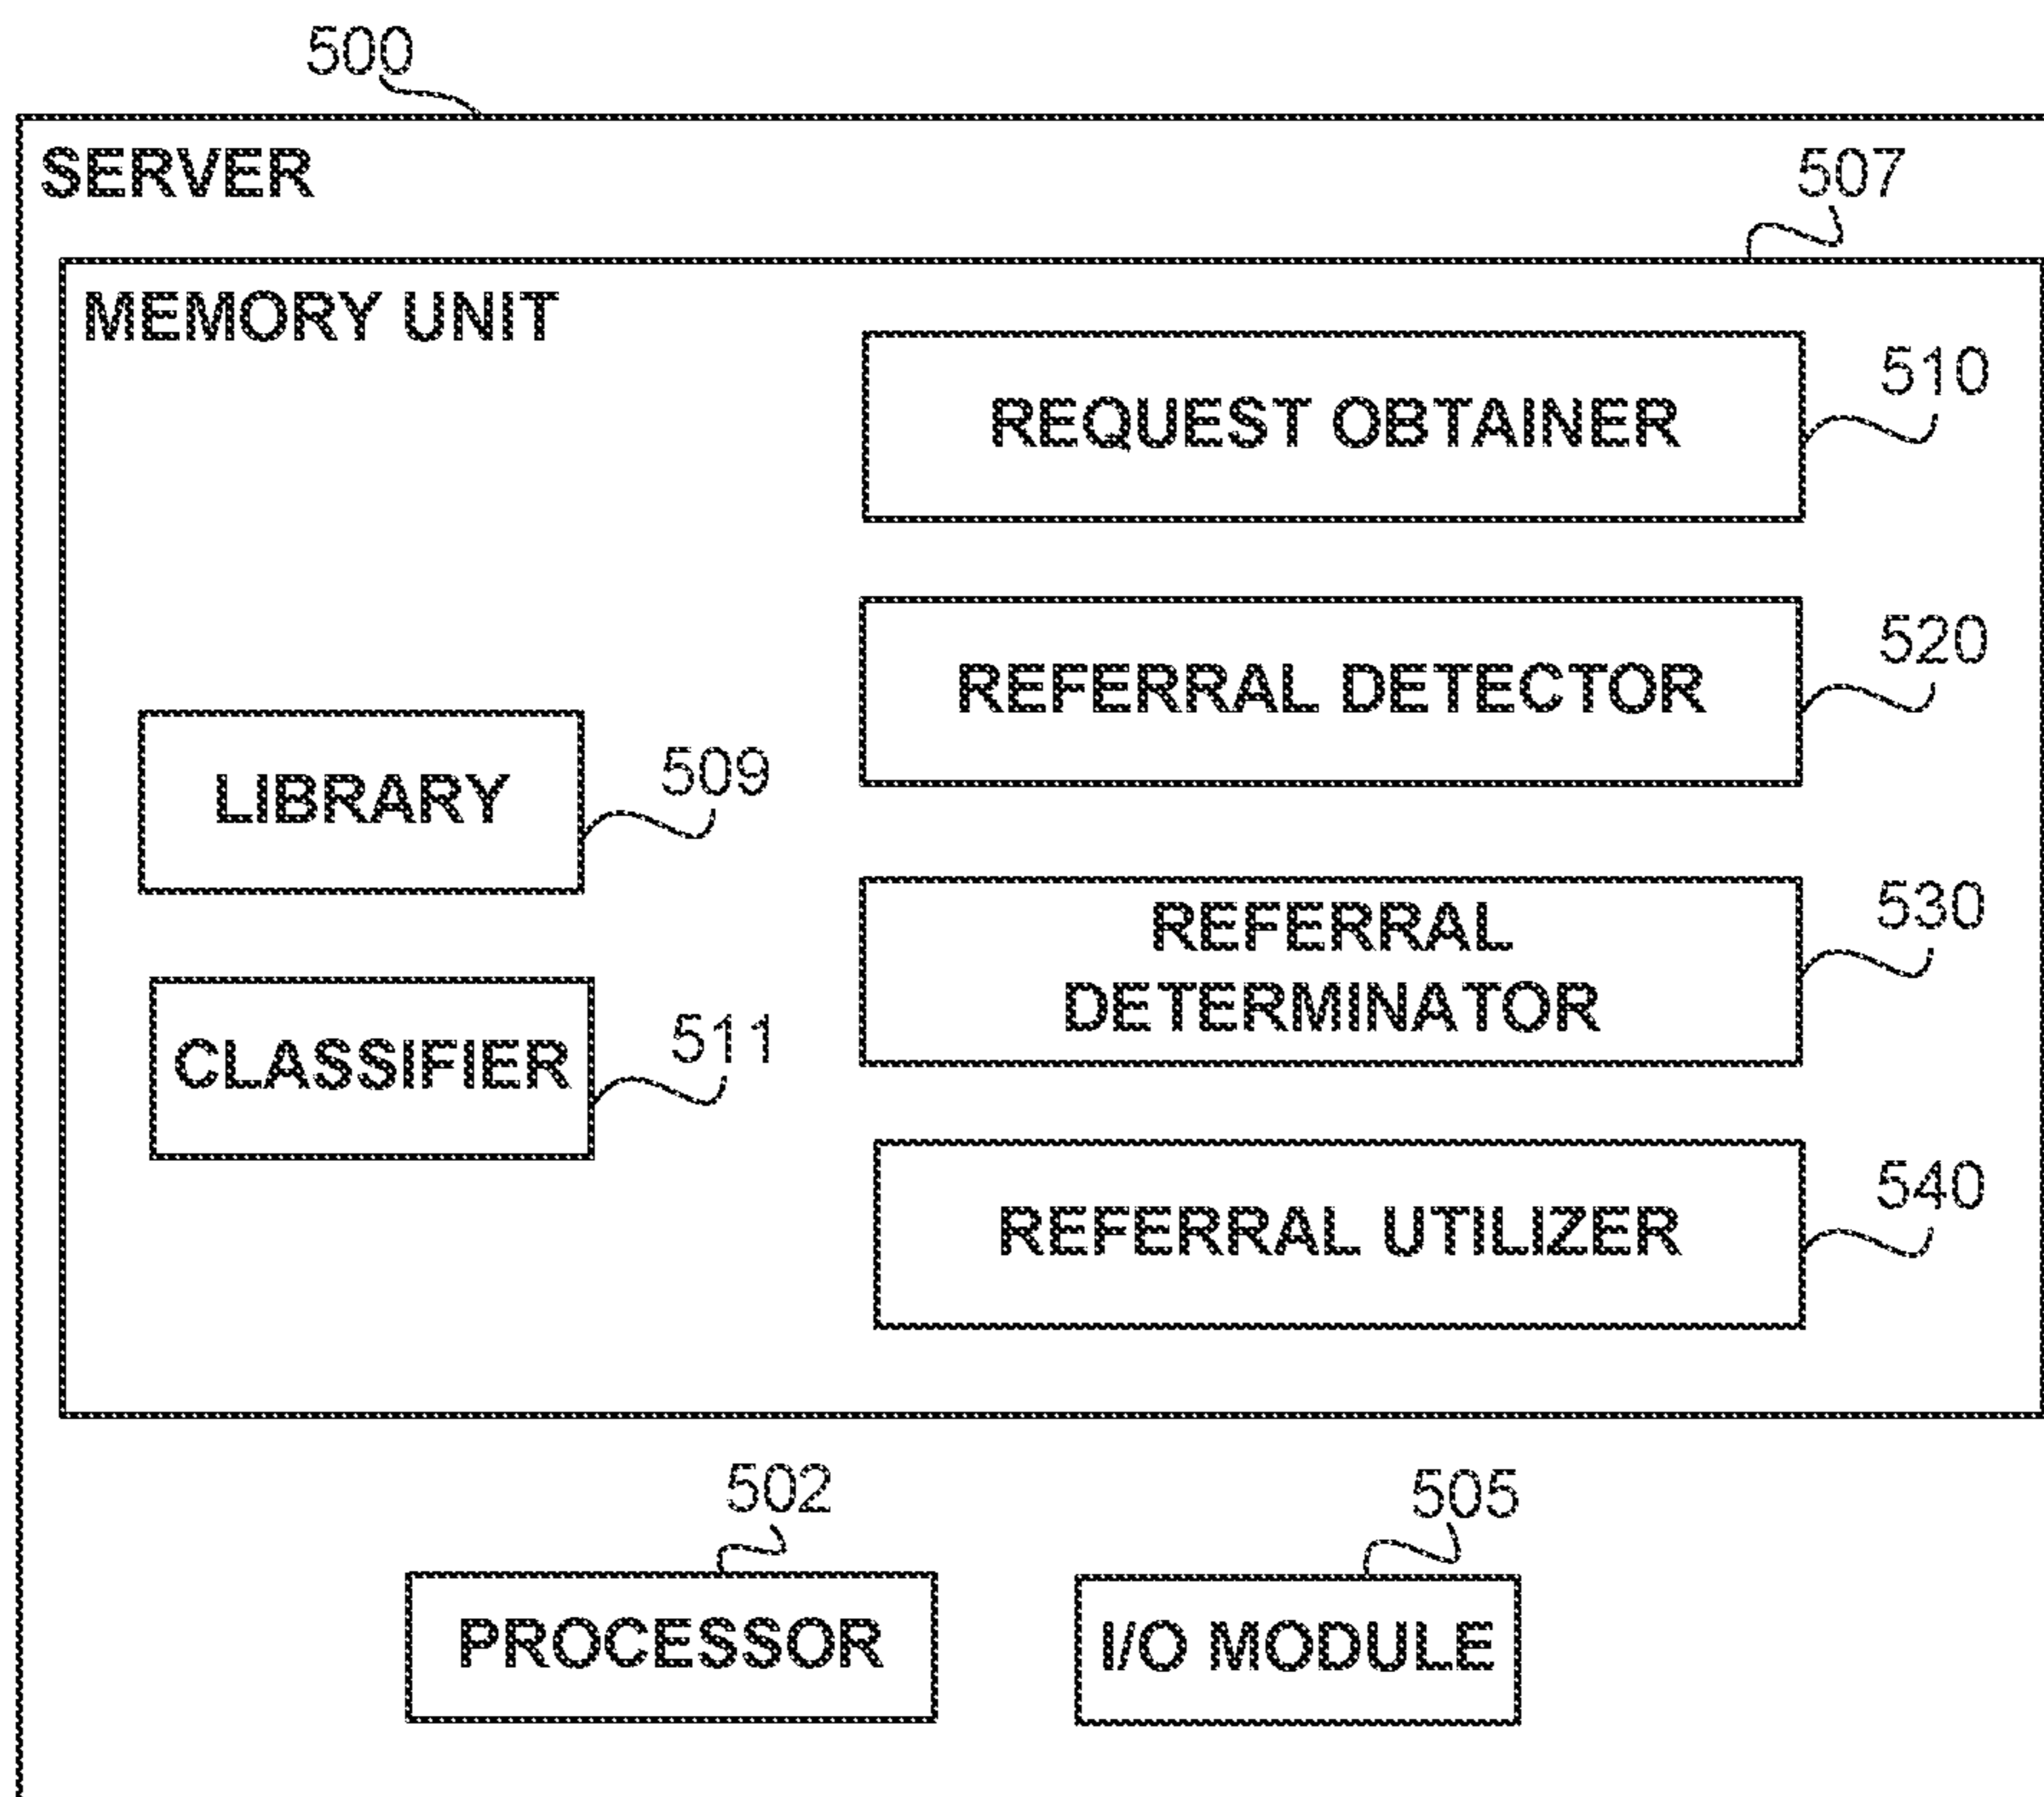 500
SERVER
507
MEMORY UNIT
REQUEST OBTAINER
510
REFERRAL DETECTOR
520
LIBRARY
509
REFERRAL
DETERMINATOR
530
CLASSIFIER
511
REFERRAL UTILIZER
540
502
505
PROCESSOR
I/O MODULE